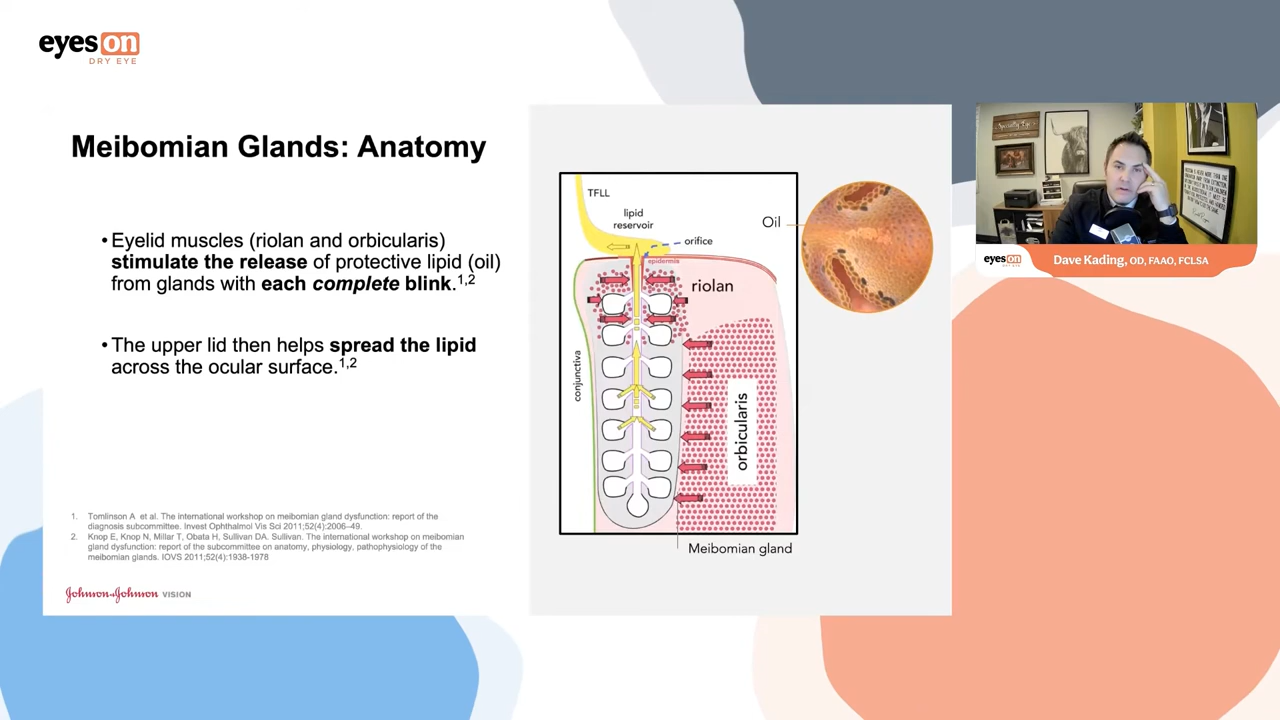 eyes on
DRY EYE
Meibomian Glands: Anatomy
•Eyelid muscles (riolan and orbicularis)
stimulate the release of protective lipid (oil)
from glands with each complete blink.1,2
•The upper lid then helps spread the lipid
across the ocular surface.1,2
1. Tomlinson A et al. The international workshop on meibomian gland dysfunction: report of the
diagnosis subcommittee. Invest Ophthalmol Vis Sci 2011;52(4):2006–49.
2. Knop E, Knop N, Millar T, Obata H, Sullivan DA. Sullivan. The international workshop on meibomian
gland dysfunction: report of the subcommittee on anatomy, physiology, pathophysiology of the
meibomian glands. IOVS 2011;52(4):1938-1978
Johnson+Johnson VISION
TFLL
lipid
reservoir
orifice
epidermis
riolan
conjunctiva
orbicularis
Meibomian gland
Oil
eyes on
DRY EYE
Dave Kading, OD, FAAO, FCLSA